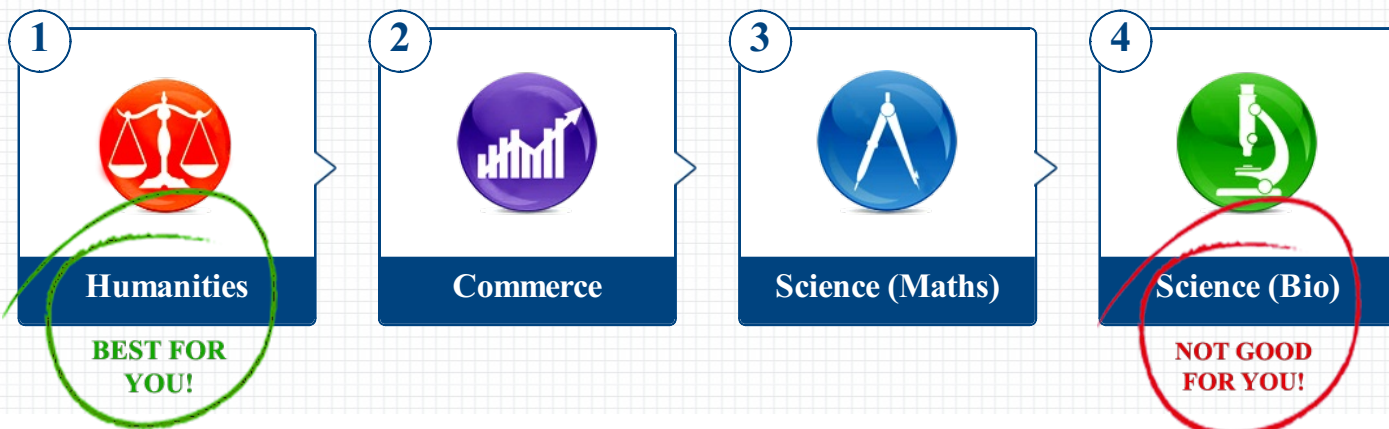 1
2
3
4
Humanities
Commerce
Science (Maths)
Science (Bio)
BEST FOR
YOU!
NOT GOOD
FOR YOU!